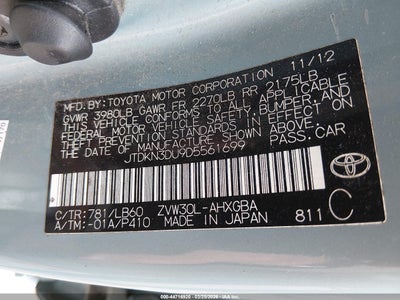 MFD. BY: TOYOTA MOTOR CORPORATION 11/12
GVWR 3980LB GAWR FR 2270LB RR 2175LB
THIS VEHICLE CONFORMS TO ALL APPLICABLE
FEDERAL MOTOR VEHICLE SAFETY, BUMPER, AND
THEFT PREVENTION STANDARDS IN EFFECT ON
THE DATE OF MANUFACTURE SHOWN ABOVE.
JTDKN3DU9D5561699 PASS. CAR
TOYOTA
C/TR: 781/LB60 ZVW30L-AHXGBA
A/TM: -01A/P410 MADE IN JAPAN 811 C